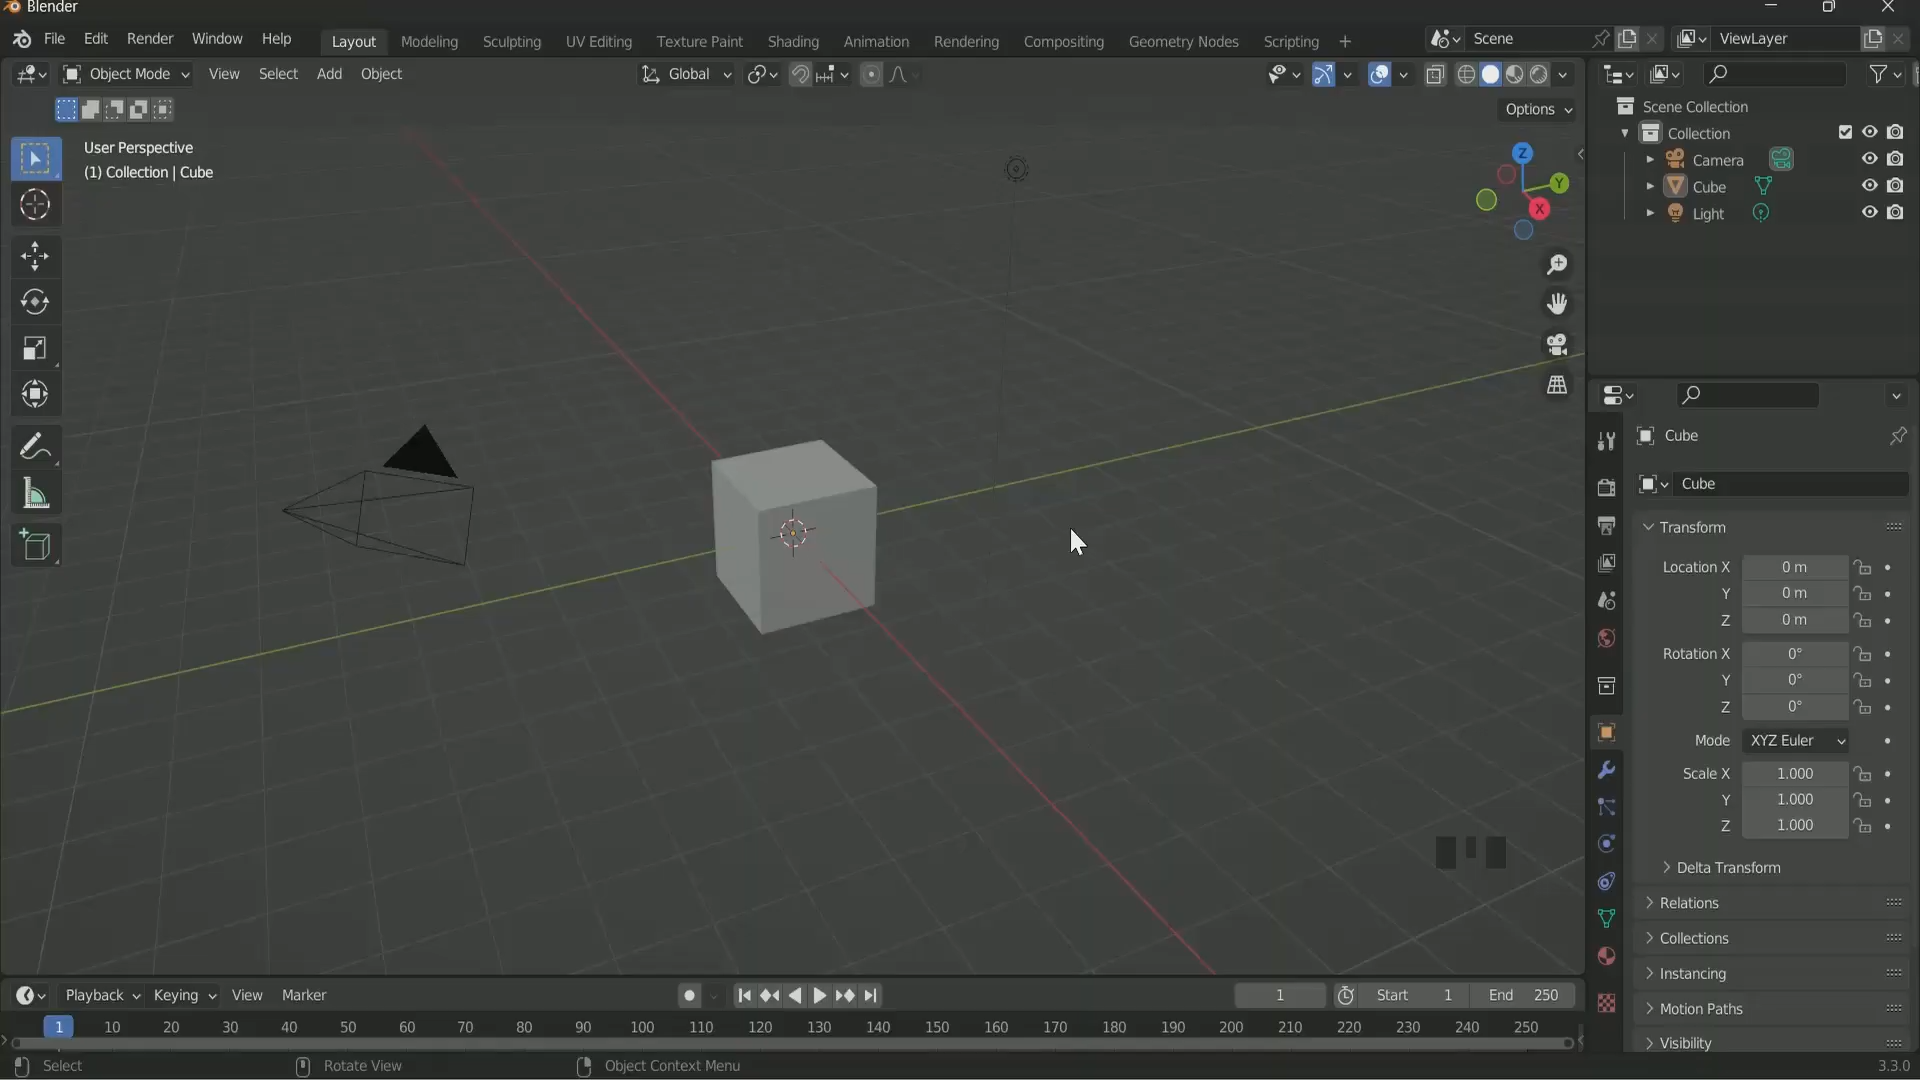 Blender
File Edit Render Window Help Layout Modeling Sculpting UV Editing Texture Paint Shading Animation Rendering Compositing Geometry Nodes Scripting + Scene ViewLayer
Object Mode View Select Add Object Global
Options
User Perspective
(1) Collection | Cube
Z
Y
X
Scene Collection
Collection
Camera
Cube
Light
Cube
Cube
Transform
Location X 0 m
Y 0 m
Z 0 m
Rotation X 0°
Y 0°
Z 0°
Mode XYZ Euler
Scale X 1.000
Y 1.000
Z 1.000
Delta Transform
Relations
Collections
Instancing
Motion Paths
Visibility
Playback Keying View Marker 1 Start 1 End 250
1 10 20 30 40 50 60 70 80 90 100 110 120 130 140 150 160 170 180 190 200 210 220 230 240 250
Select Rotate View Object Context Menu 3.3.0